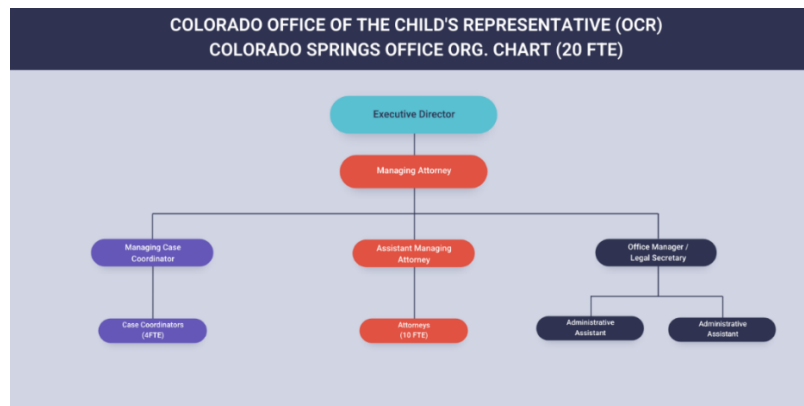 COLORADO OFFICE OF THE CHILD'S REPRESENTATIVE (OCR)
COLORADO SPRINGS OFFICE ORG. CHART (20 FTE)
Executive Director
Managing Attorney
Managing Case
Coordinator
Assistant Managing
Attorney
Office Manager /
Legal Secretary
Case Coordinators
(4FTE)
Attorneys
(10 FTE)
Administrative
Assistant
Administrative
Assistant